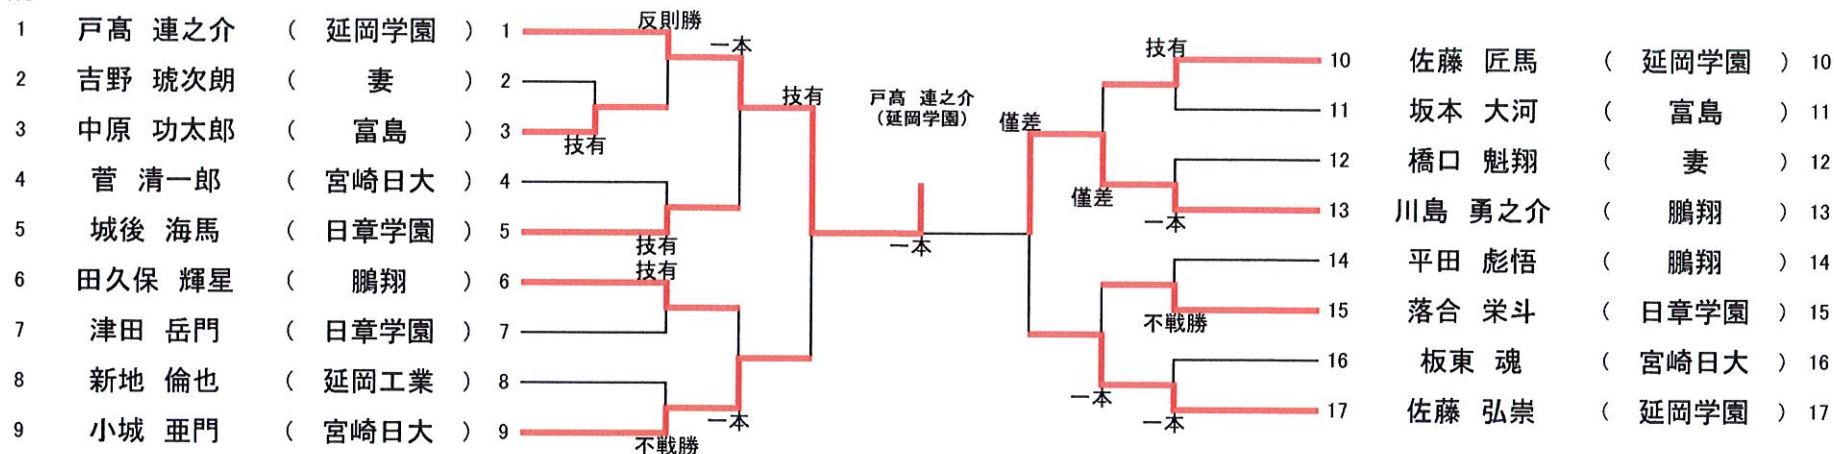 1 戸髙 連之介 ( 延岡学園 ) 1
2 吉野 琥次朗 ( 妻 ) 2
3 中原 功太郎 ( 富島 ) 3
4 菅 清一郎 ( 宮崎日大 ) 4
5 城後 海馬 ( 日章学園 ) 5
6 田久保 輝星 ( 鵬翔 ) 6
7 津田 岳門 ( 日章学園 ) 7
8 新地 倫也 ( 延岡工業 ) 8
9 小城 亜門 ( 宮崎日大 ) 9
反則勝
一本
技有
技有
技有
技有
一本
不戦勝
戸髙 連之介
(延岡学園)
一本
僅差
技有
僅差
一本
不戦勝
一本
一本
10 佐藤 匠馬 ( 延岡学園 ) 10
11 坂本 大河 ( 富島 ) 11
12 橋口 魁翔 ( 妻 ) 12
13 川島 勇之介 ( 鵬翔 ) 13
14 平田 彪悟 ( 鵬翔 ) 14
15 落合 栄斗 ( 日章学園 ) 15
16 板東 魂 ( 宮崎日大 ) 16
17 佐藤 弘崇 ( 延岡学園 ) 17